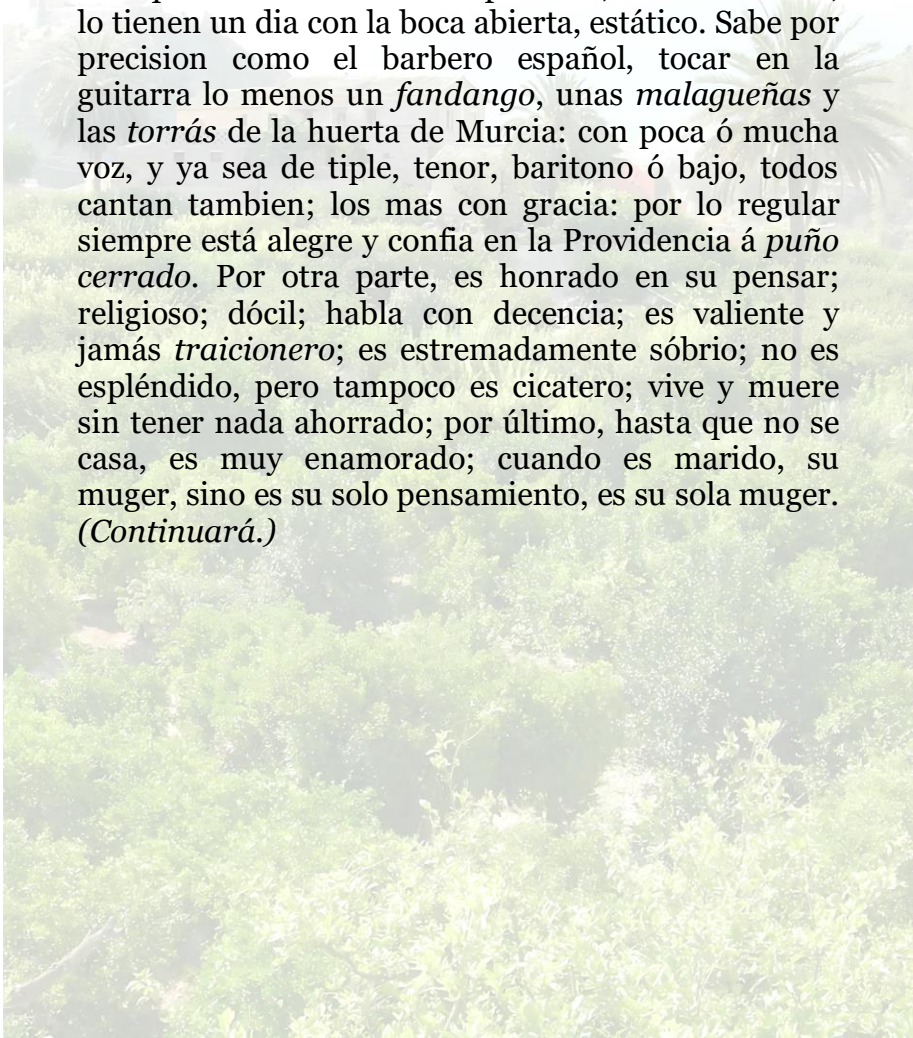 lo tienen un dia con la boca abierta, estático. Sabe por
precision como el barbero español, tocar en la
guitarra lo menos un fandango, unas malagueñas y
las torrás de la huerta de Murcia: con poca ó mucha
voz, y ya sea de tiple, tenor, baritono ó bajo, todos
cantan tambien; los mas con gracia: por lo regular
siempre está alegre y confia en la Providencia á puño
cerrado. Por otra parte, es honrado en su pensar;
religioso; dócil; habla con decencia; es valiente y
jamás traicionero; es estremadamente sóbrio; no es
espléndido, pero tampoco es cicatero; vive y muere
sin tener nada ahorrado; por último, hasta que no se
casa, es muy enamorado; cuando es marido, su
muger, sino es su solo pensamiento, es su sola muger.
(Continuará.)